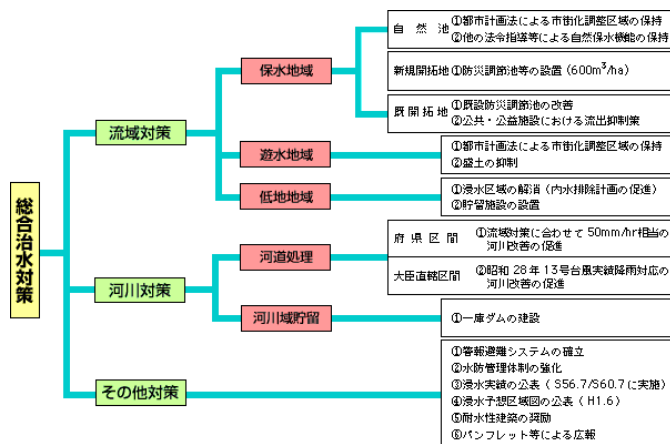 総合治水対策
流域対策
保水地域
自然池
①都市計画法による市街化調整区域の保持
②他の法令指導等による自然保水機能の保持
新規開拓地
①防災調節池等の設置(600m³/ha)
既開拓地
①既設防災調節池の改善
②公共・公益施設における流出抑制策
遊水地域
①都市計画法による市街化調整区域の保持
②盛土の抑制
低地地域
①浸水区域の解消(内水排除計画の促進)
②貯留施設の設置
河川対策
河道処理
府県区間
①流域対策に合わせて50mm/hr相当の
河川改善の促進
大臣直轄区間
②昭和28年13号台風実績降雨対応の
河川改善の促進
河川域貯留
①一庫ダムの建設
その他対策
①警報避難システムの確立
②水防管理体制の強化
③浸水実績の公表(S56.7/S60.7に実施)
④浸水予想区域図の公表(H1.6)
⑤耐水性建築の奨励
⑥パンフレット等による広報